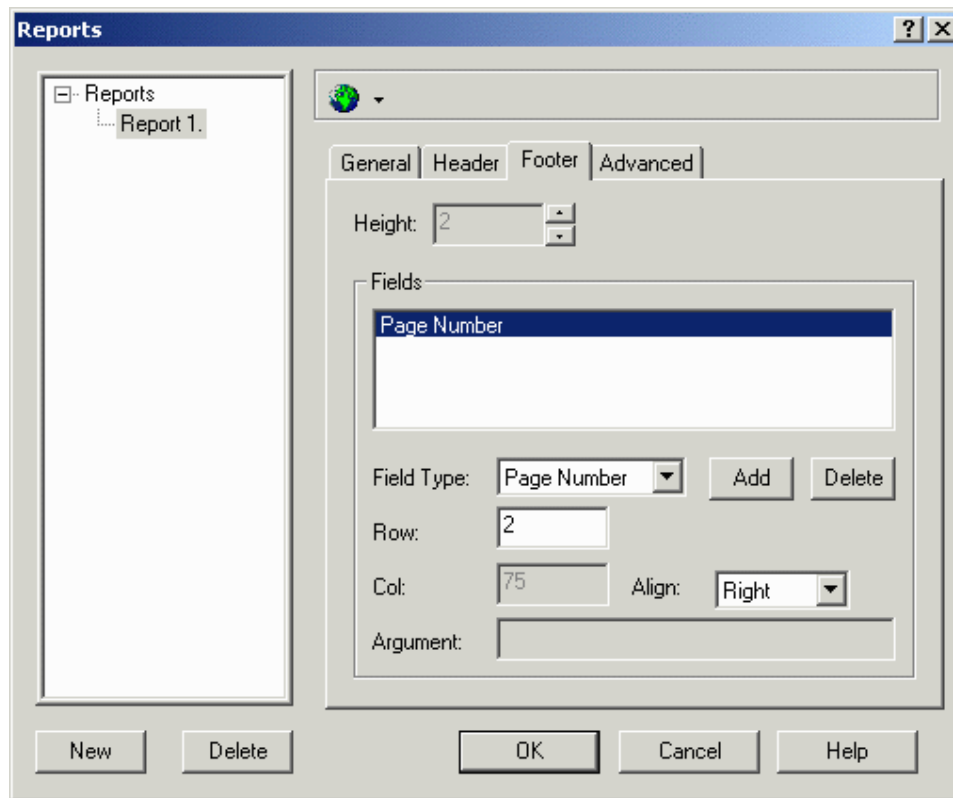 Reports
Reports
Report 1.
General Header Footer Advanced
Height: 2
Fields
Page Number
Field Type: Page Number Add Delete
Row: 2
Col: 75 Align: Right
Argument:
New Delete OK Cancel Help